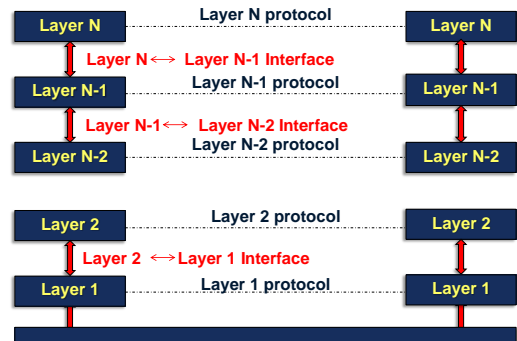 Layer N Layer N protocol Layer N
Layer N ⟷ Layer N-1 Interface
Layer N-1 Layer N-1 protocol Layer N-1
Layer N-1 ⟷ Layer N-2 Interface
Layer N-2 Layer N-2 protocol Layer N-2
Layer 2 Layer 2 protocol Layer 2
Layer 2 ⟷ Layer 1 Interface
Layer 1 Layer 1 protocol Layer 1